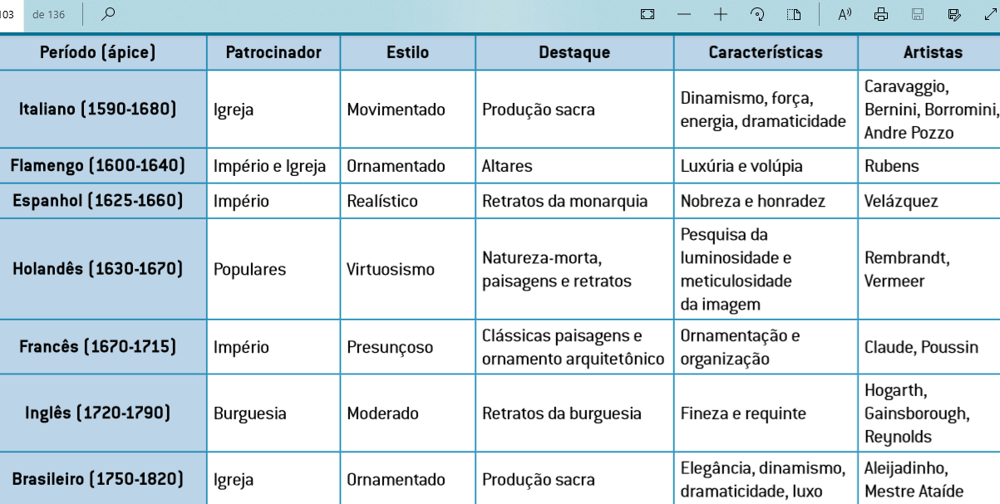 103 de 136
Período (ápice) Patrocinador Estilo Destaque Características Artistas
Italiano (1590-1680) Igreja Movimentado Produção sacra Dinamismo, força,
energia, dramaticidade Caravaggio,
Bernini, Borromini,
Andre Pozzo
Flamengo (1600-1640) Império e Igreja Ornamentado Altares Luxúria e volúpia Rubens
Espanhol (1625-1660) Império Realístico Retratos da monarquia Nobreza e honradez Velázquez
Holandês (1630-1670) Populares Virtuosismo Natureza-morta,
paisagens e retratos Pesquisa da
luminosidade e
meticulosidade
da imagem Rembrandt,
Vermeer
Francês (1670-1715) Império Presunçoso Clássicas paisagens e
ornamento arquitetônico Ornamentação e
organização Claude, Poussin
Inglês (1720-1790) Burguesia Moderado Retratos da burguesia Fineza e requinte Hogarth,
Gainsborough,
Reynolds
Brasileiro (1750-1820) Igreja Ornamentado Produção sacra Elegância, dinamismo,
dramaticidade, luxo Aleijadinho,
Mestre Ataíde